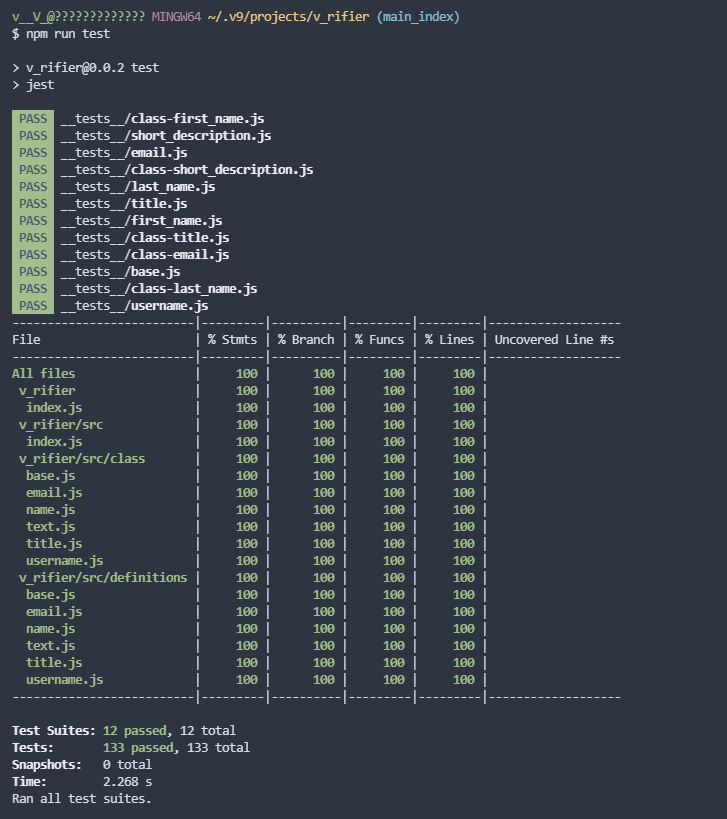 v__V_@????????????? MINGW64 ~/.v9/projects/v_rifier (main_index)
$ npm run test

> v_rifier@0.0.2 test
> jest

PASS __tests__/class-first_name.js
PASS __tests__/short_description.js
PASS __tests__/email.js
PASS __tests__/class-short_description.js
PASS __tests__/last_name.js
PASS __tests__/title.js
PASS __tests__/first_name.js
PASS __tests__/class-title.js
PASS __tests__/class-email.js
PASS __tests__/base.js
PASS __tests__/class-last_name.js
PASS __tests__/username.js
--------------------------|---------|----------|---------|---------|-------------------
File                      | % Stmts | % Branch | % Funcs | % Lines | Uncovered Line #s
--------------------------|---------|----------|---------|---------|-------------------
All files                 |     100 |      100 |     100 |     100 |
 v_rifier                 |     100 |      100 |     100 |     100 |
  index.js                |     100 |      100 |     100 |     100 |
 v_rifier/src             |     100 |      100 |     100 |     100 |
  index.js                |     100 |      100 |     100 |     100 |
 v_rifier/src/class       |     100 |      100 |     100 |     100 |
  base.js                 |     100 |      100 |     100 |     100 |
  email.js                |     100 |      100 |     100 |     100 |
  name.js                 |     100 |      100 |     100 |     100 |
  text.js                 |     100 |      100 |     100 |     100 |
  title.js                |     100 |      100 |     100 |     100 |
  username.js             |     100 |      100 |     100 |     100 |
 v_rifier/src/definitions |     100 |      100 |     100 |     100 |
  base.js                 |     100 |      100 |     100 |     100 |
  email.js                |     100 |      100 |     100 |     100 |
  name.js                 |     100 |      100 |     100 |     100 |
  text.js                 |     100 |      100 |     100 |     100 |
  title.js                |     100 |      100 |     100 |     100 |
  username.js             |     100 |      100 |     100 |     100 |
--------------------------|---------|----------|---------|---------|-------------------

Test Suites: 12 passed, 12 total
Tests:       133 passed, 133 total
Snapshots:   0 total
Time:        2.268 s
Ran all test suites.